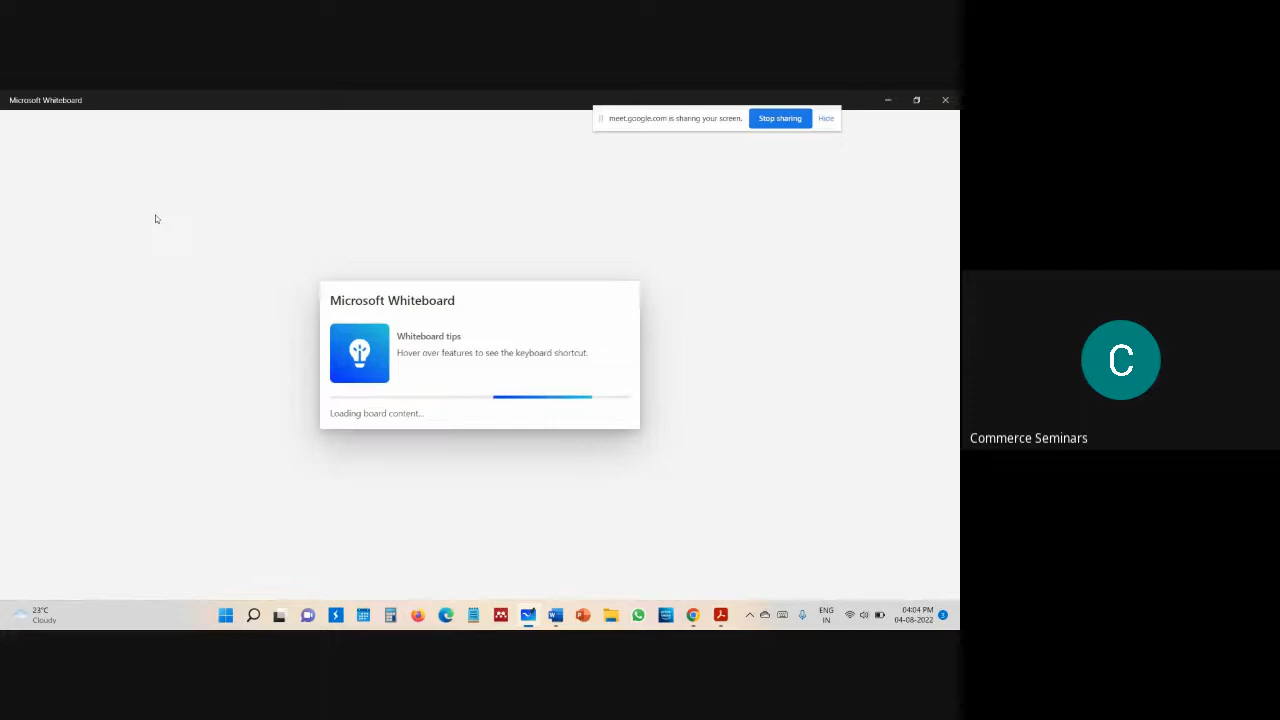 Microsoft Whiteboard
meet.google.com is sharing your screen.
Stop sharing
Hide
Microsoft Whiteboard
Whiteboard tips
Hover over features to see the keyboard shortcut.
Loading board content...
C
Commerce Seminars
23°C
Cloudy
ENG
IN
04:04 PM
04-08-2022
3